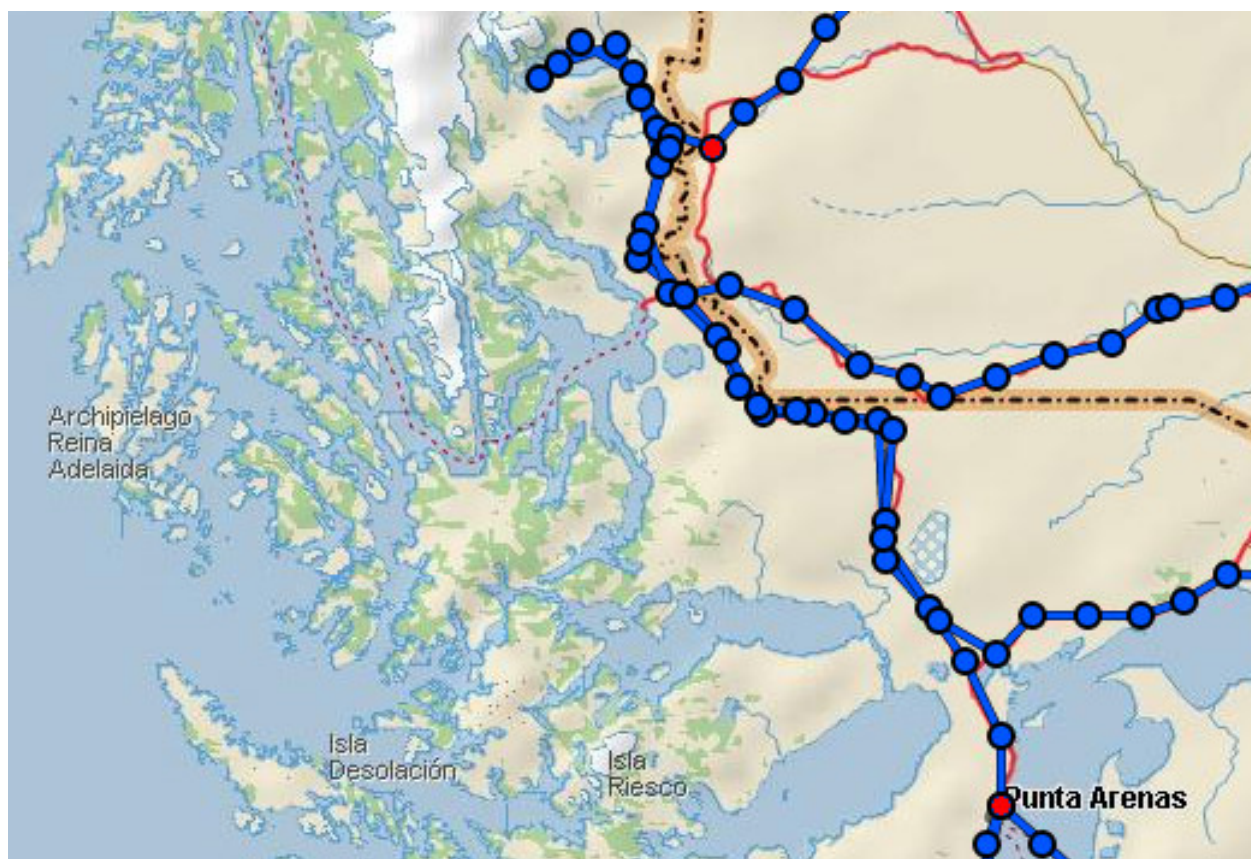 Archipielago
Reina
Adelaida
Isla
Desolación
Isla
Riesco
Punta Arenas